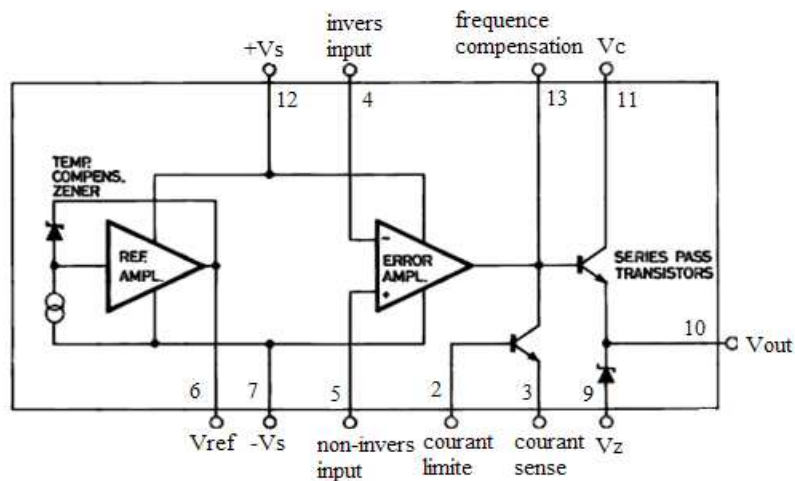 invers
input
frequence
compensation
+Vs
Vc
12
4
13
11
TEMP.
COMPENS.
ZENER
REF.
AMPL.
-
ERROR
AMPL.
+
SERIES PASS
TRANSISTORS
10
Vout
6
7
5
2
3
9
Vref
-Vs
non-invers
input
courant
limite
courant
sense
Vz